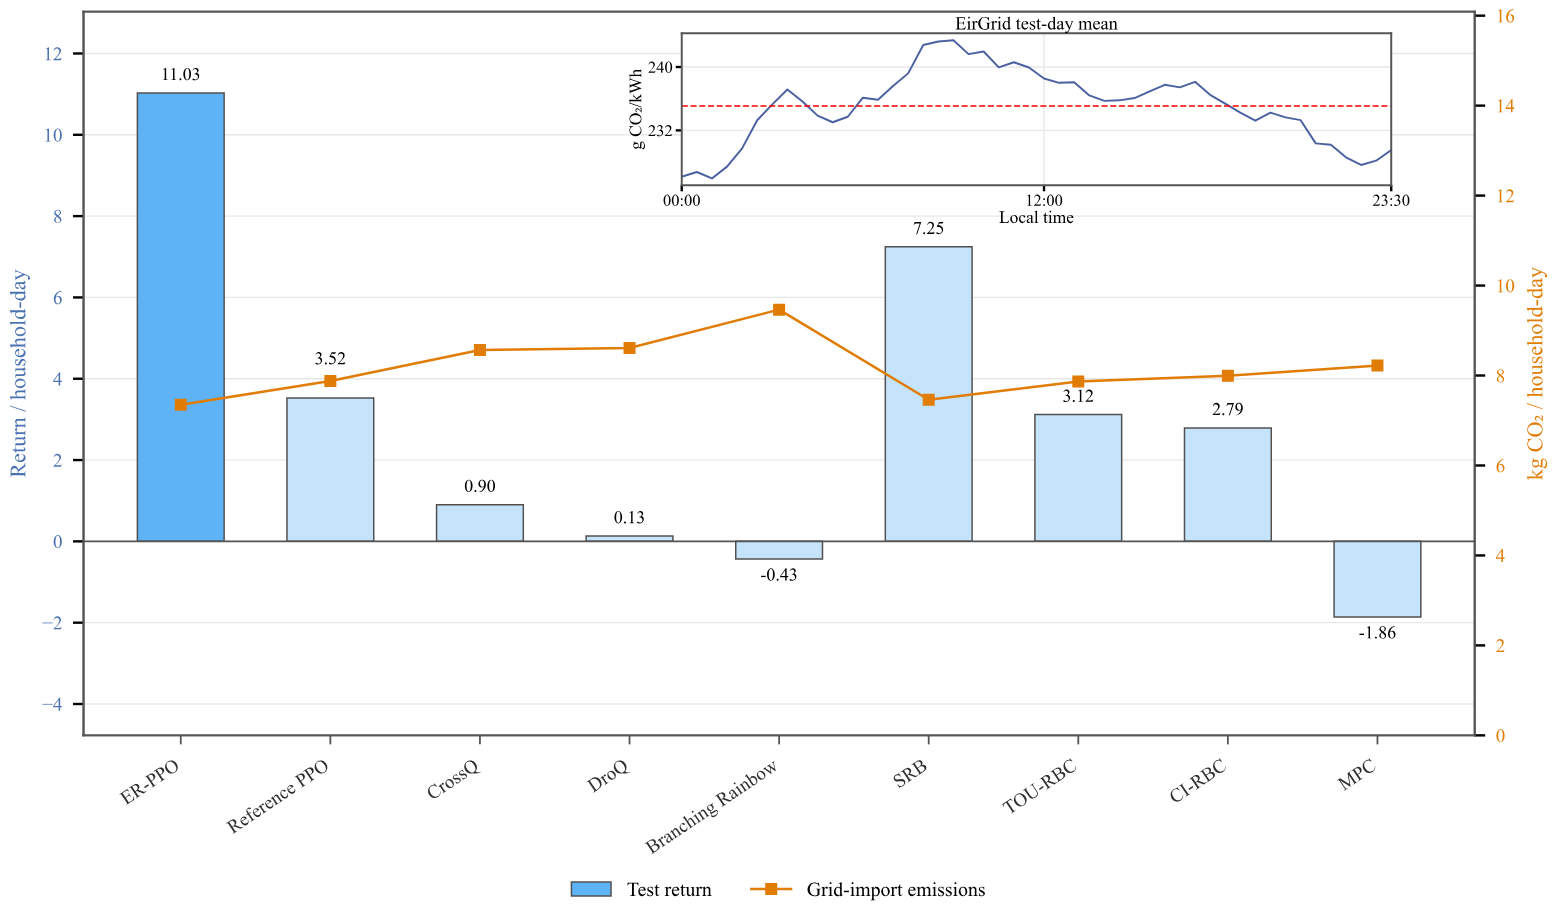 EirGrid test-day mean
g CO₂/kWh
240
232
00:00
12:00
23:30
Local time
Return / household-day
12
10
8
6
4
2
0
−2
−4
kg CO₂ / household-day
16
14
12
10
8
6
4
2
0
11.03
3.52
0.90
0.13
-0.43
7.25
3.12
2.79
-1.86
ER-PPO
Reference PPO
CrossQ
DroQ
Branching Rainbow
SRB
TOU-RBC
CI-RBC
MPC
Test return
Grid-import emissions